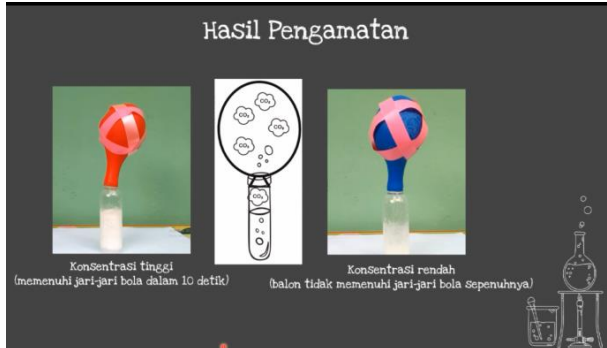 Hasil Pengamatan
CO₂
CO₂
CO₂
CO₂
CO₂
Konsentrasi tinggi
(memenuhi jari-jari bola dalam 10 detik)
Konsentrasi rendah
(balon tidak memenuhi jari-jari bola sepenuhnya)